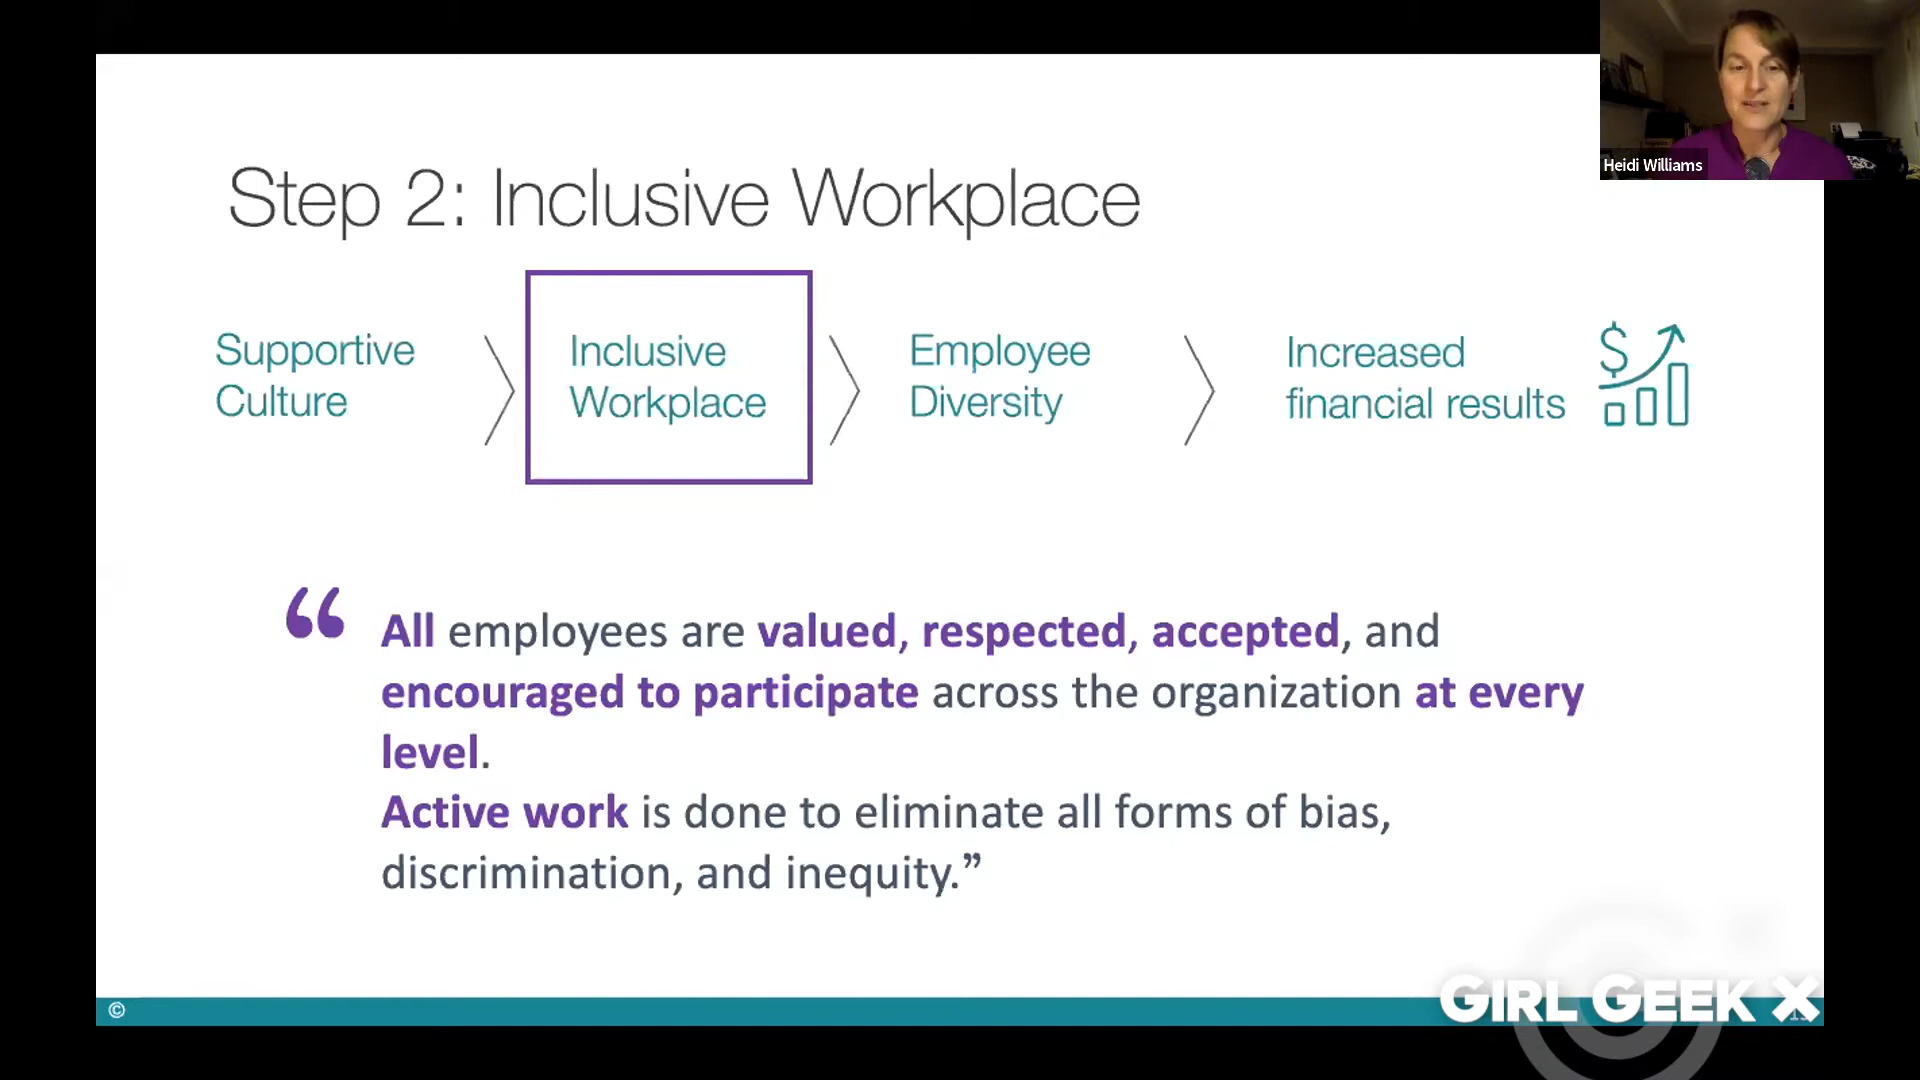 Heidi Williams
Step 2: Inclusive Workplace
Supportive
Culture
Inclusive
Workplace
Employee
Diversity
Increased
financial results
$
“All employees are valued, respected, accepted, and
encouraged to participate across the organization at every
level.
Active work is done to eliminate all forms of bias,
discrimination, and inequity.”
©
GIRL GEEK X